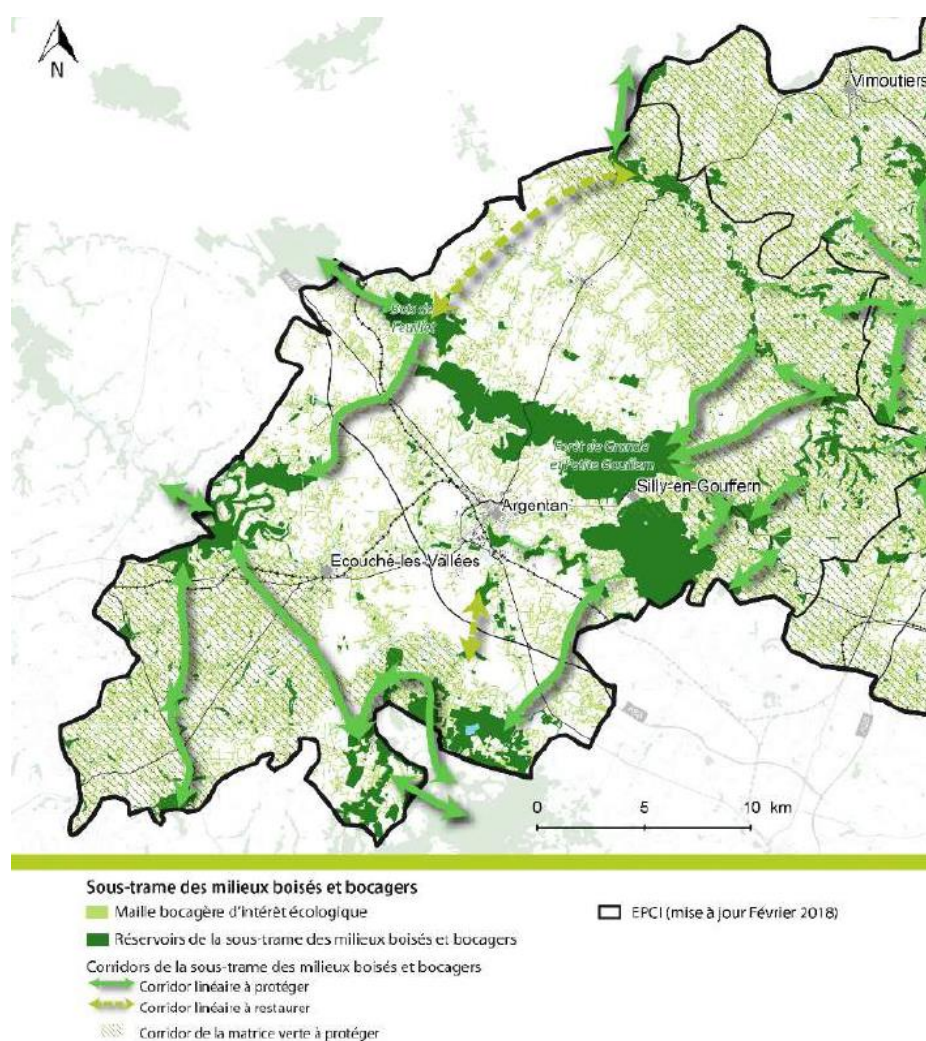 N
Vimoutiers
Bois de
Feuillet
Forêt de Grande
et Petite Gouffern
Silly-en-Gouffern
Argentan
Ecouché-les-Vallées
0 5 10 km
Sous-trame des milieux boisés et bocagers
Maille bocagère d'intérêt écologique
EPCI (mise à jour Février 2018)
Réservoirs de la sous-trame des milieux boisés et bocagers
Corridors de la sous-trame des milieux boisés et bocagers
Corridor linéaire à protéger
Corridor linéaire à restaurer
Corridor de la matrice verte à protéger